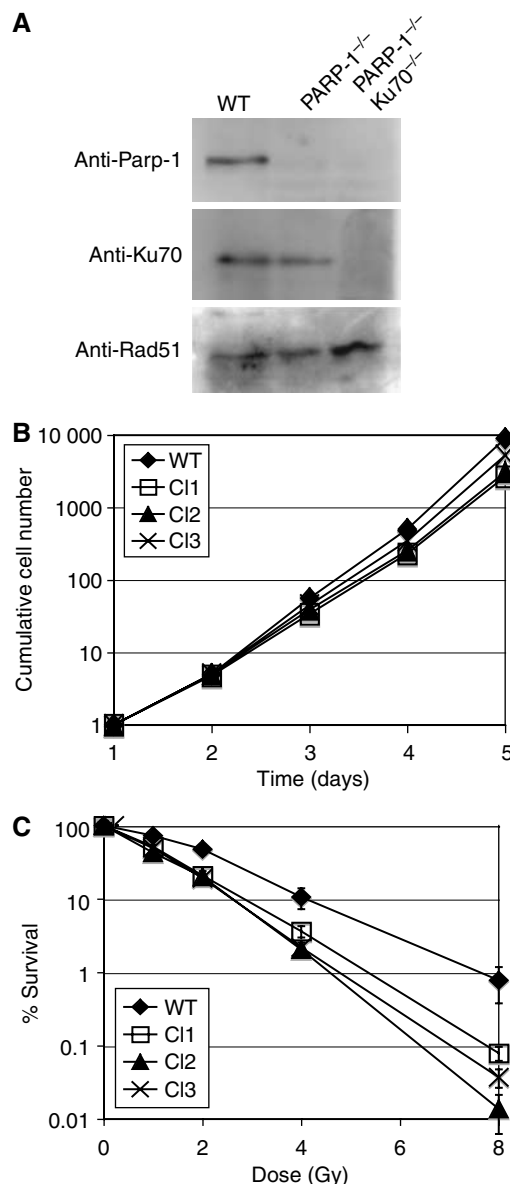 A
WT
PARP-1–/–
PARP-1–/–
Ku70–/–
Anti-Parp-1
Anti-Ku70
Anti-Rad51
B
10 000
1000
100
10
1
WT
Cl1
Cl2
Cl3
Cumulative cell number
1 2 3 4 5
Time (days)
C
100
10
1
0.1
0.01
% Survival
WT
Cl1
Cl2
Cl3
0 2 4 6 8
Dose (Gy)